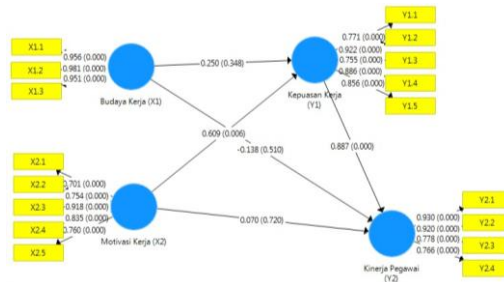 X1.1
X1.2
X1.3
0.956 (0.000)
0.981 (0.000)
0.951 (0.000)
Budaya Kerja (X1)
0.250 (0.348)
Kepuasan Kerja
(Y1)
0.771 (0.000)
0.922 (0.000)
0.755 (0.000)
0.886 (0.000)
0.856 (0.000)
Y1.1
Y1.2
Y1.3
Y1.4
Y1.5
0.609 (0.006)
-0.138 (0.510)
0.887 (0.000)
X2.1
X2.2
X2.3
X2.4
X2.5
0.701 (0.000)
0.754 (0.000)
0.918 (0.000)
0.835 (0.000)
0.760 (0.000)
Motivasi Kerja (X2)
0.070 (0.720)
Kinerja Pegawai
(Y2)
0.930 (0.000)
0.920 (0.000)
0.778 (0.000)
0.766 (0.000)
Y2.1
Y2.2
Y2.3
Y2.4